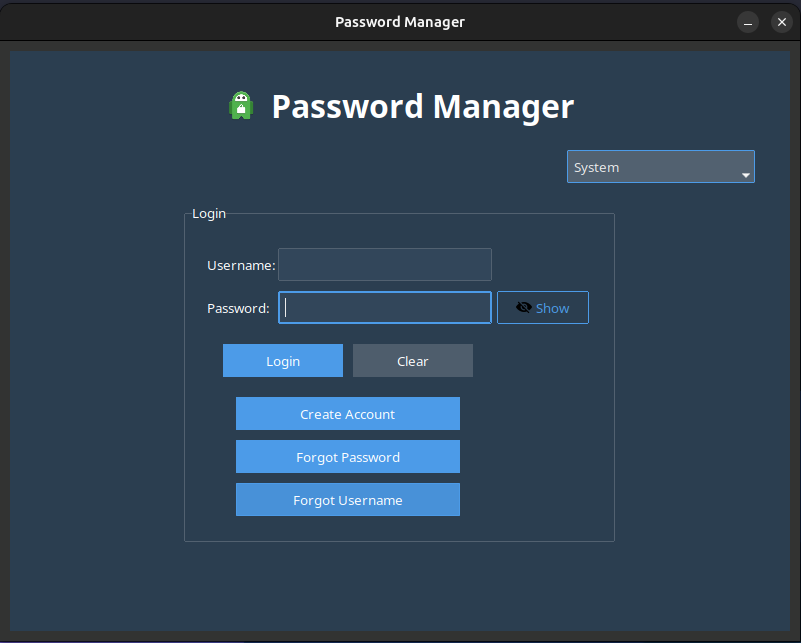 Password Manager
Password Manager
System
Login
Username:
Password:
Show
Login Clear
Create Account
Forgot Password
Forgot Username